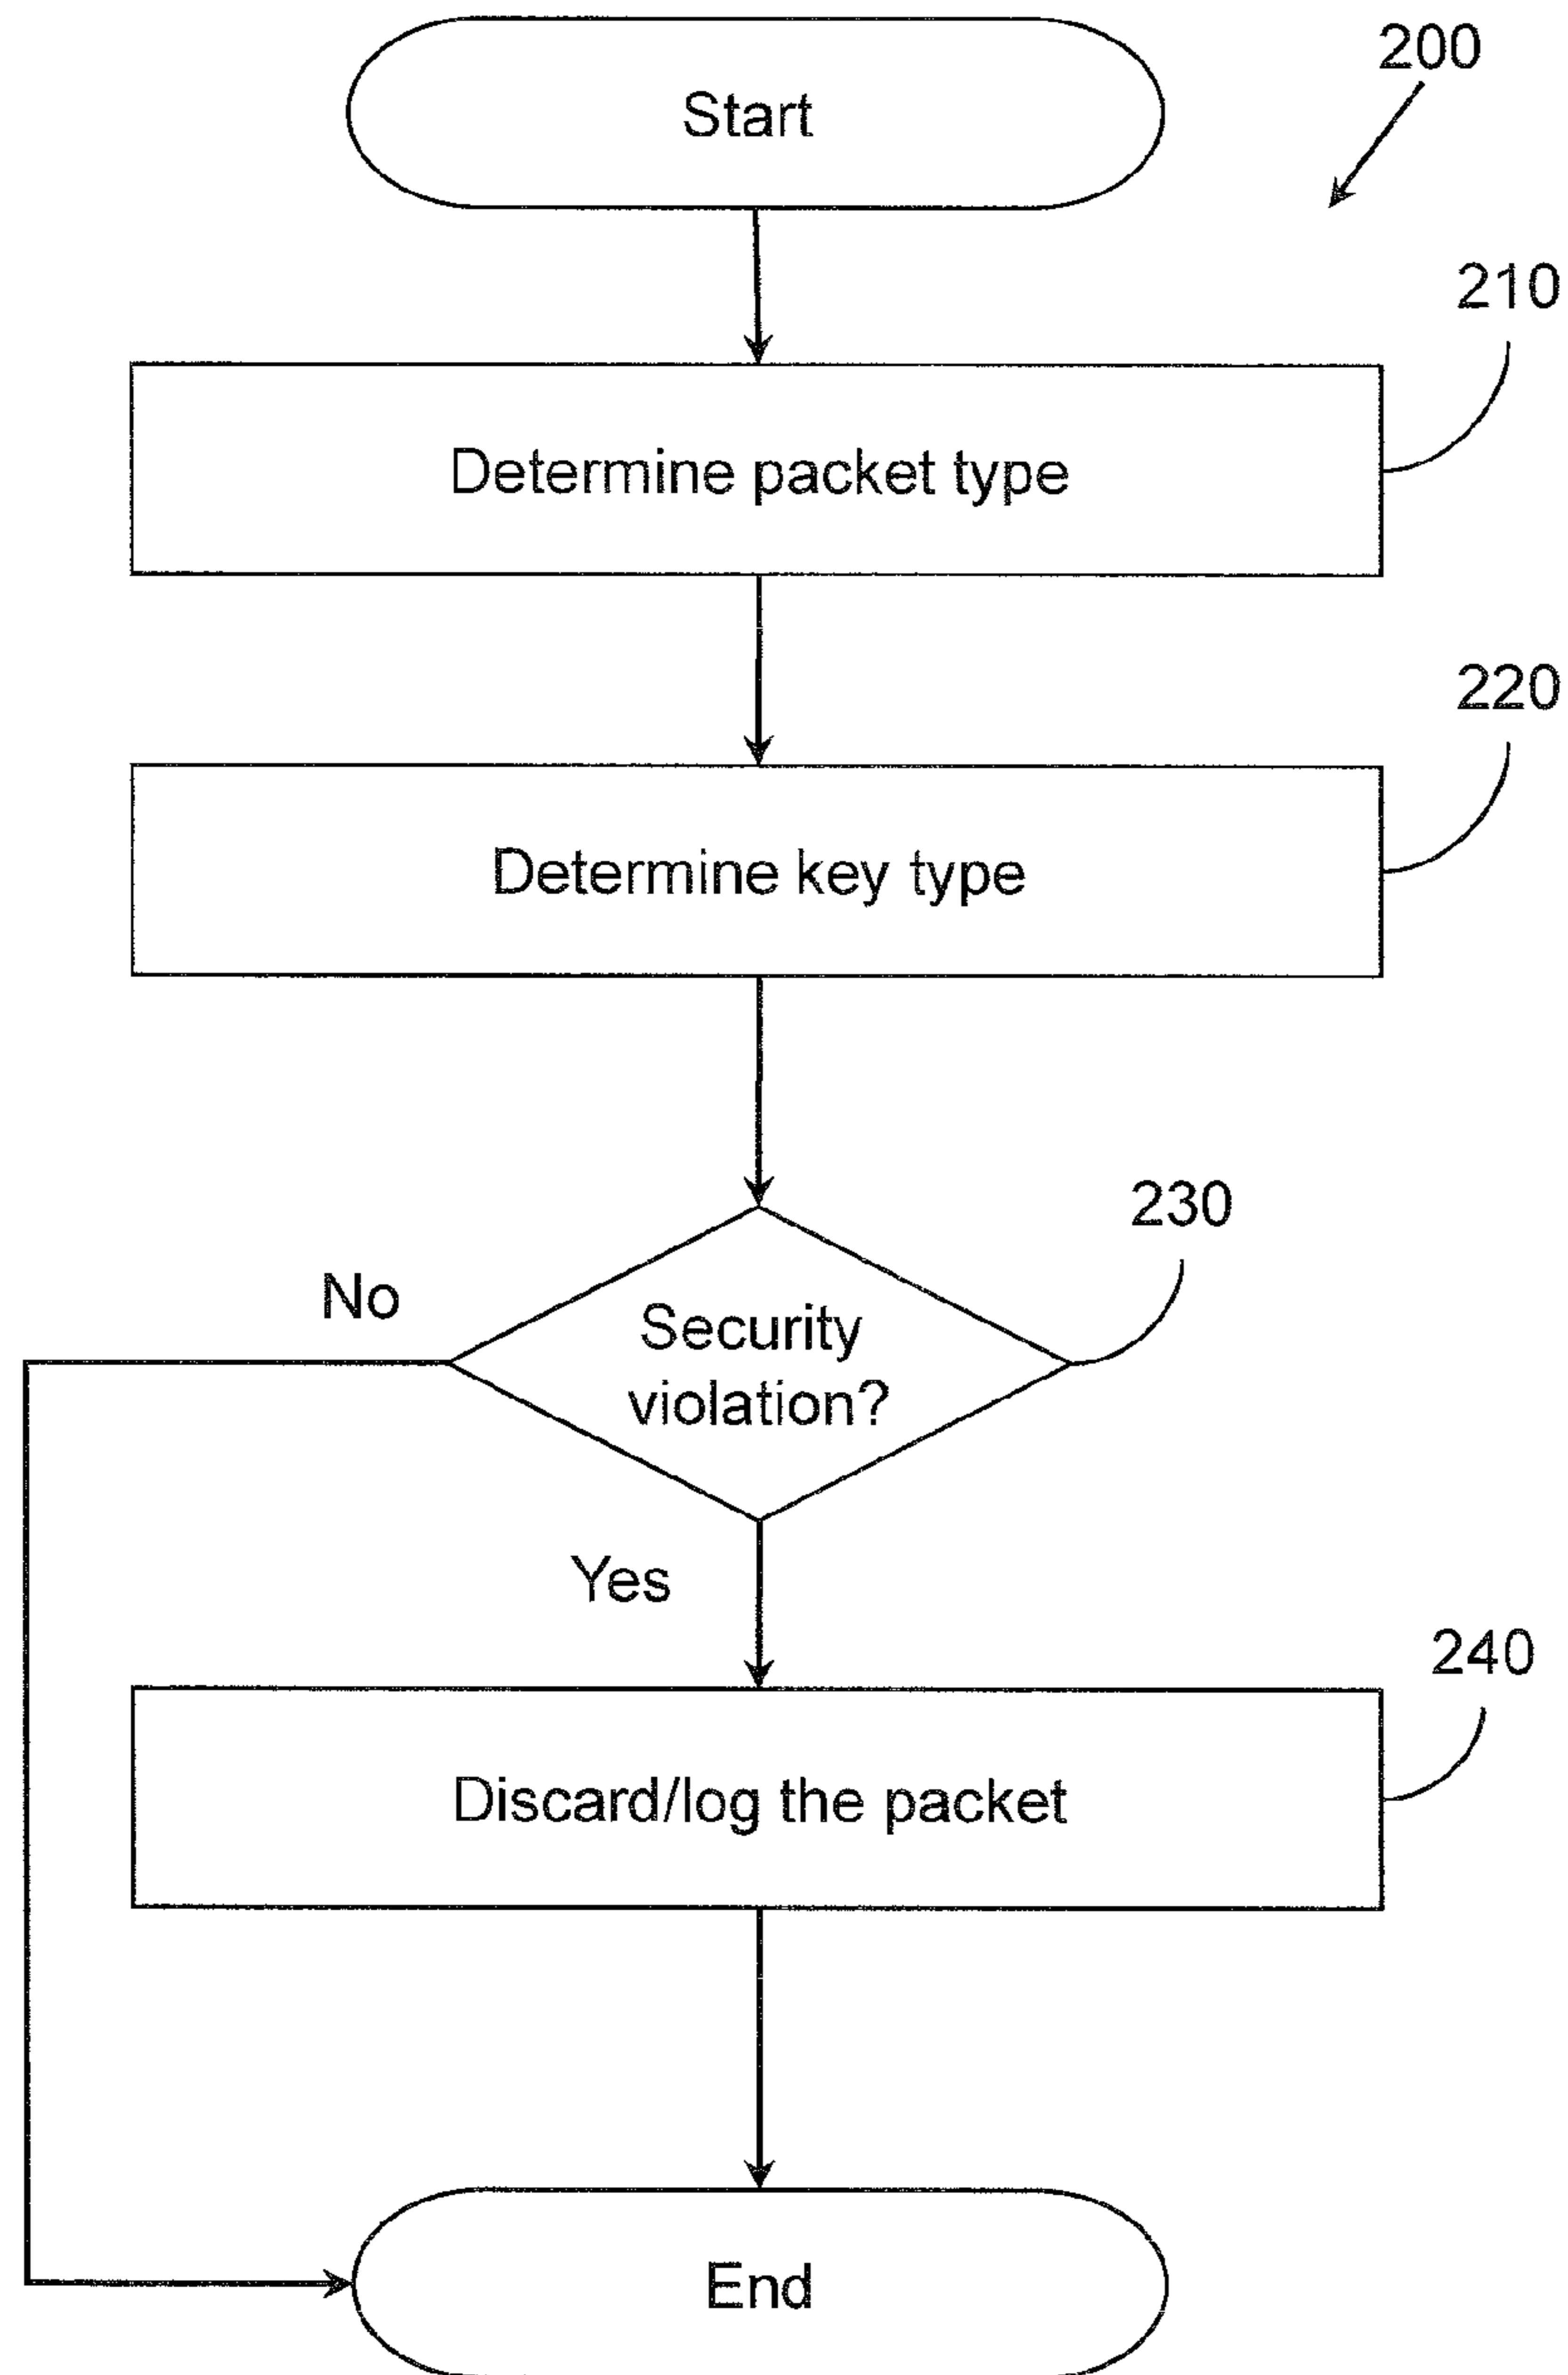 Start
200
210
Determine packet type
220
Determine key type
230
No
Security
violation?
Yes
240
Discard/log the packet
End